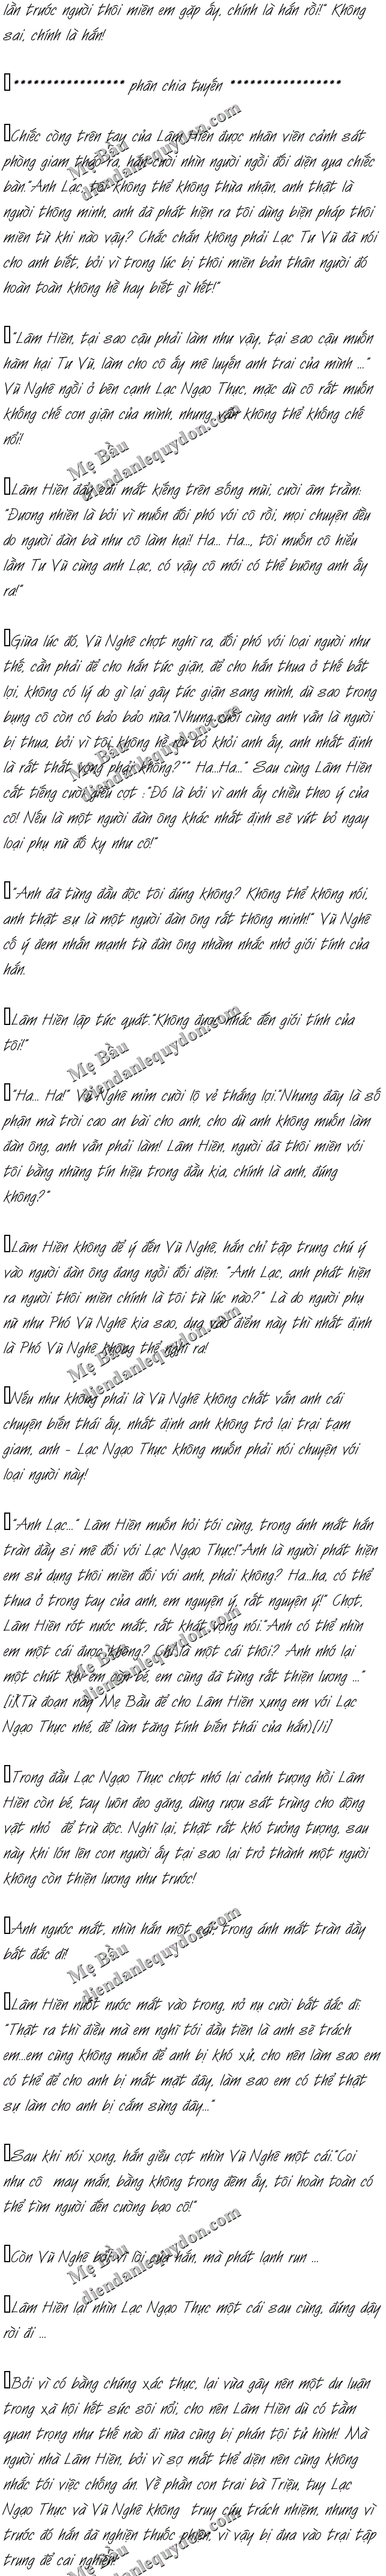 lần trước người thôi miên em gặp ấy, chính là hắn rồi!" Không
sai, chính là hắn!
***************** phân chia tuyến *****************
Chiếc còng trên tay của Lâm Hiên được nhân viên cảnh sát
phòng giam tháo ra, hắn cười nhìn người ngồi đối diện qua chiếc
bàn."Anh Lạc, tôi không thể không thừa nhận, anh thật là
người thông minh, anh đã phát hiện ra tôi dùng biện pháp thôi
miên từ khi nào vậy? Chắc chắn không phải Lạc Tư Vũ đã nói
cho anh biết, bởi vì trong lúc bị thôi miên bản thân người đó
hoàn toàn không hề hay biết gì hết!"
"Lâm Hiên, tại sao cậu phải làm như vậy, tại sao cậu muốn
hãm hại Tư Vũ, làm cho cô ấy mê luyến anh trai của mình ..."
Vũ Nghê ngồi ở bên cạnh Lạc Ngạo Thực, mặc dù cô rất muốn
khống chế cơn giận của mình, nhưng vẫn không thể khống chế
nổi!
Lâm Hiên đẩy cái mắt kiếng trên sống mũi, cười âm trầm:
"Đương nhiên là bởi vì muốn đối phó với cô rồi, mọi chuyện đều
do người đàn bà như cô làm hại! Ha... Ha..., tôi muốn cô hiểu
lầm Tư Vũ cùng anh Lạc, có vậy cô mới có thể buông anh ấy
ra!"
Giữa lúc đó, Vũ Nghê chợt nghĩ ra, đối phó với loại người như
thế, cần phải để cho hắn tức giận, để cho hắn thua ở thế bất
lợi, không có lý do gì lại gây tức giận sang mình, dù sao trong
bụng cô còn có bảo bảo nữa."Nhưng cuối cùng anh vẫn là người
bị thua, bởi vì tôi không hề rời bỏ khỏi anh ấy, anh nhất định
là rất thất vọng phải không?"" Ha...Ha..." Sau cùng Lâm Hiên
cất tiếng cười giễu cợt :"Đó là bởi vì anh ấy chiều theo ý của
cô! Nếu là một người đàn ông khác nhất định sẽ vứt bỏ ngay
loại phụ nữ đố kỵ như cô!"
"Anh đã từng đầu độc tôi đúng không? Không thể không nói,
anh thật sự là một người đàn ông rất thông minh!" Vũ Nghê
cố ý đem nhấn mạnh từ đàn ông nhằm nhắc nhở giới tính của
hắn.
Lâm Hiên lập tức quát."Không được nhắc đến giới tính của
tôi!"
"Ha... Ha!" Vũ Nghê mỉm cười lộ vẻ thắng lợi."Nhưng đây là số
phận mà trời cao an bài cho anh, cho dù anh không muốn làm
đàn ông, anh vẫn phải làm! Lâm Hiên, người đã thôi miên với
tôi bằng những tín hiệu trong đầu kia, chính là anh, đúng
không?"
Lâm Hiên không để ý đến Vũ Nghê, hắn chỉ tập trung chú ý
vào người đàn ông đang ngồi đối diện: "Anh Lạc, anh phát hiện
ra người thôi miên chính là tôi từ lúc nào?" Là do người phụ
nữ như Phó Vũ Nghê kia sao, dựa vào điểm này thì nhất định
là Phó Vũ Nghê không thể nghĩ ra!
Nếu như không phải là Vũ Nghê không chất vấn anh cái
chuyện biến thái ấy, nhất định anh không trở lại trại tạm
giam, anh - Lạc Ngạo Thực không muốn phải nói chuyện với
loại người này!
"Anh Lạc..." Lâm Hiên muốn hỏi tới cùng, trong ánh mắt hắn
tràn đầy si mê đối với Lạc Ngạo Thực!"Anh là người phát hiện
em sử dụng thôi miên đối với anh, phải không? Ha...ha, có thể
thua ở trong tay của anh, em nguyện ý, rất nguyện ý!" Chợt,
Lâm Hiên rớt nước mắt, rất khát vọng nói."Anh có thể nhìn
em một cái được không? Chỉ là một cái thôi? Anh nhớ lại
một chút khi em còn bé, em cũng đã từng rất thiện lương ..."
[i](Từ đoạn này Mẹ Bầu để cho Lâm Hiên xưng em với Lạc
Ngạo Thực nhé, để làm tăng tính biến thái của hắn)[/i]
Trong đầu Lạc Ngạo Thực chợt nhớ lại cảnh tượng hồi Lâm
Hiên còn bé, tay luôn đeo găng, dùng rượu sát trùng cho động
vật nhỏ để trừ độc. Nghĩ lại, thật rất khó tưởng tượng, sau
này khi lớn lên con người ấy tại sao lại trở thành một người
không còn thiện lương như trước!
Anh ngước mắt, nhìn hắn một cái, trong ánh mắt tràn đầy
bất đắc dĩ!
Lâm Hiên nuốt nước mắt vào trong, nở nụ cười bất đắc dĩ:
"Thật ra thì điều mà em nghĩ tới đầu tiên là anh sẽ trách
em...em cũng không muốn để anh bị khó xử, cho nên làm sao em
có thể để cho anh bị mất mặt đây, làm sao em có thể thật
sự làm cho anh bị cắm sừng đây..."
Sau khi nói xong, hắn giễu cợt nhìn Vũ Nghê một cái."Coi
như cô may mắn, bằng không trong đêm ấy, tôi hoàn toàn có
thể tìm người đến cường bạo cô!"
Còn Vũ Nghê bởi vì lời của hắn, mà phát lạnh run ...
Lâm Hiên lại nhìn Lạc Ngạo Thực một cái sau cùng, đứng dậy
rời đi ...
Bởi vì có bằng chứng xác thực, lại vừa gây nên một dư luận
trong xã hội hết sức sôi nổi, cho nên Lâm Hiên dù có tầm
quan trọng như thế nào đi nữa cũng bị phán tội tử hình! Mà
người nhà Lâm Hiên, bởi vì sợ mất thể diện nên cũng không
nhắc tới việc chống án. Về phần con trai bà Triệu, tuy Lạc
Ngạo Thực và Vũ Nghê không truy cứu trách nhiệm, nhưng vì
trước đó hắn đã nghiện thuốc phiện, vì vậy bị đưa vào trại tập
trung để cai nghiện.